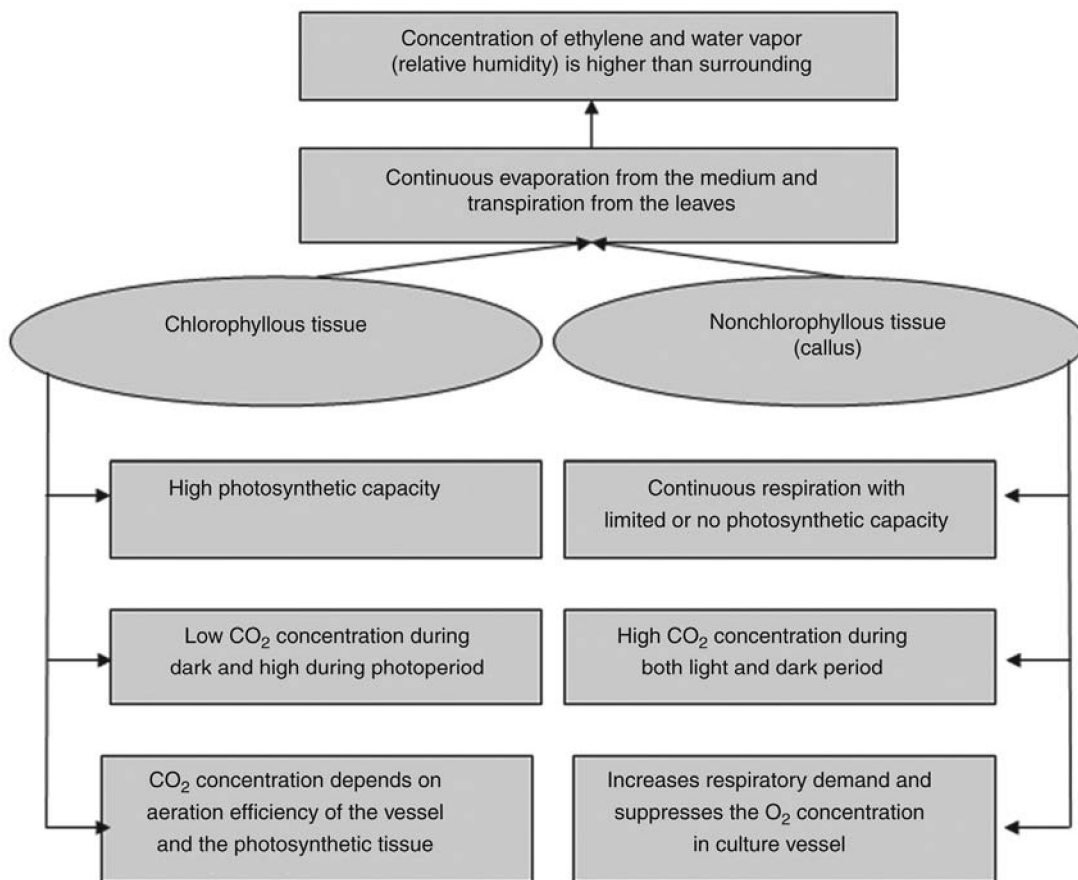 Concentration of ethylene and water vapor
(relative humidity) is higher than surrounding
Continuous evaporation from the medium and
transpiration from the leaves
Chlorophyllous tissue
Nonchlorophyllous tissue
(callus)
High photosynthetic capacity
Continuous respiration with
limited or no photosynthetic capacity
Low CO₂ concentration during
dark and high during photoperiod
High CO₂ concentration during
both light and dark period
CO₂ concentration depends on
aeration efficiency of the vessel
and the photosynthetic tissue
Increases respiratory demand and
suppresses the O₂ concentration
in culture vessel